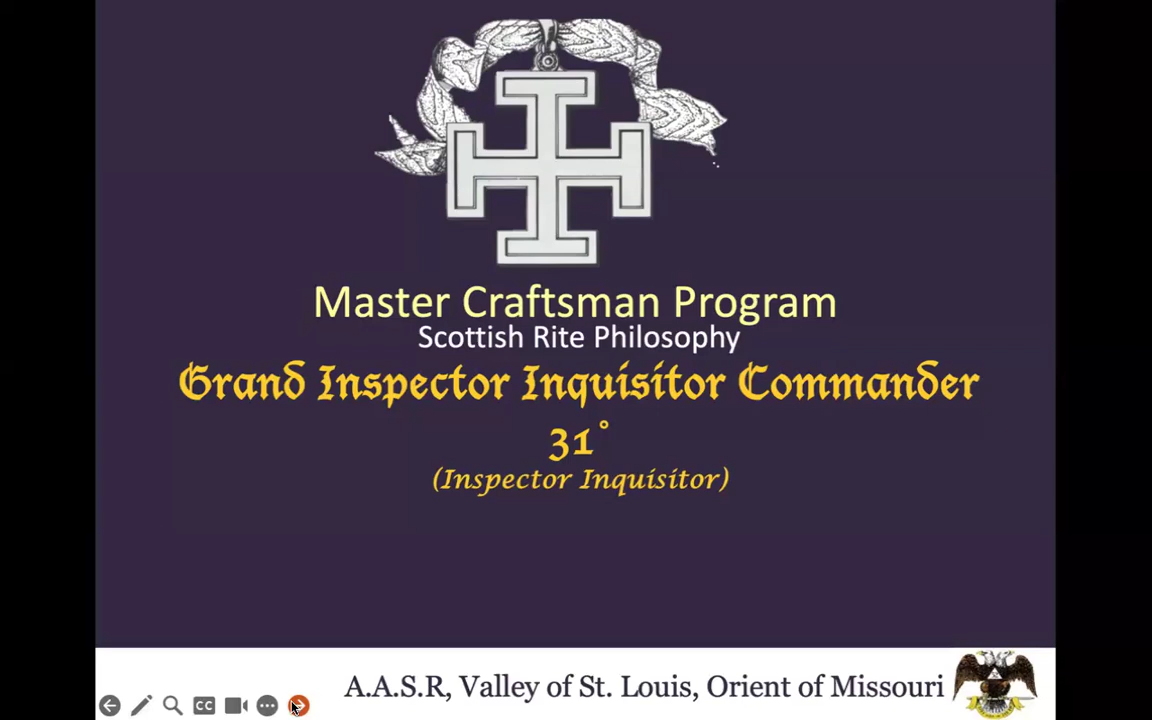 Master Craftsman Program
Scottish Rite Philosophy
Grand Inspector Inquisitor Commander
31°
(Inspector Inquisitor)
A.A.S.R, Valley of St. Louis, Orient of Missouri
CC